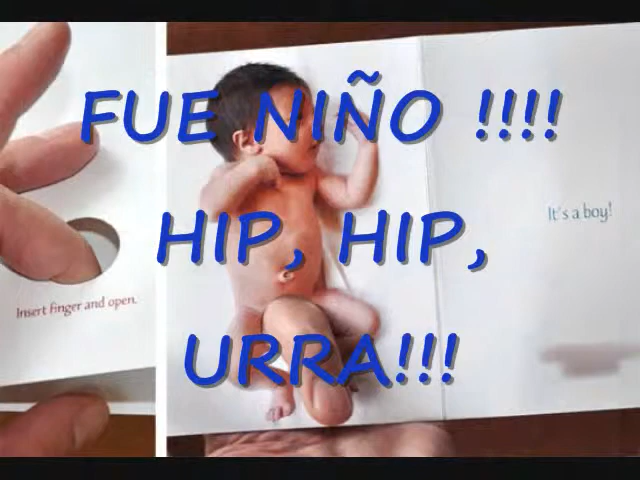 FUE NIÑO !!!!
HIP, HIP,
URRA!!!
It's a boy!
Insert finger and open.